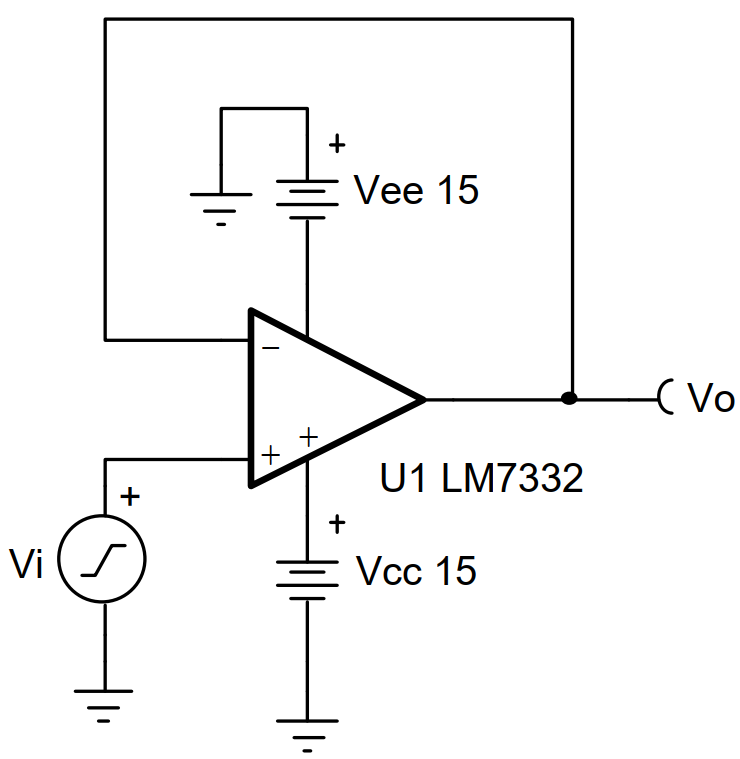 +
Vee 15
−
+
+
U1 LM7332
Vo
+
Vi
+
Vcc 15